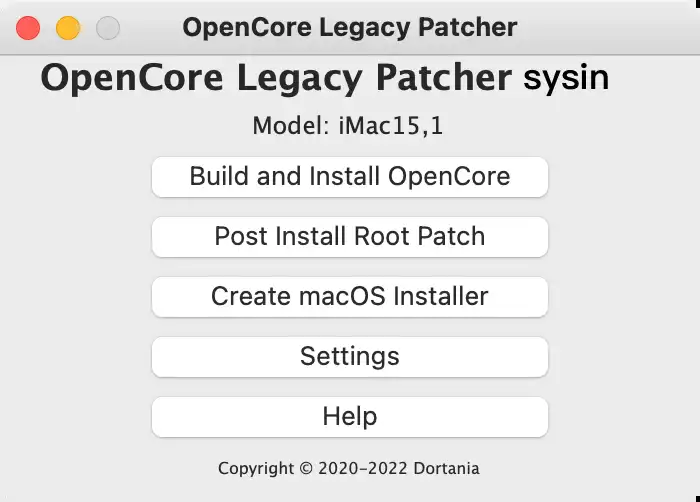 OpenCore Legacy Patcher
OpenCore Legacy Patcher sysin
Model: iMac15,1
Build and Install OpenCore
Post Install Root Patch
Create macOS Installer
Settings
Help
Copyright © 2020-2022 Dortania